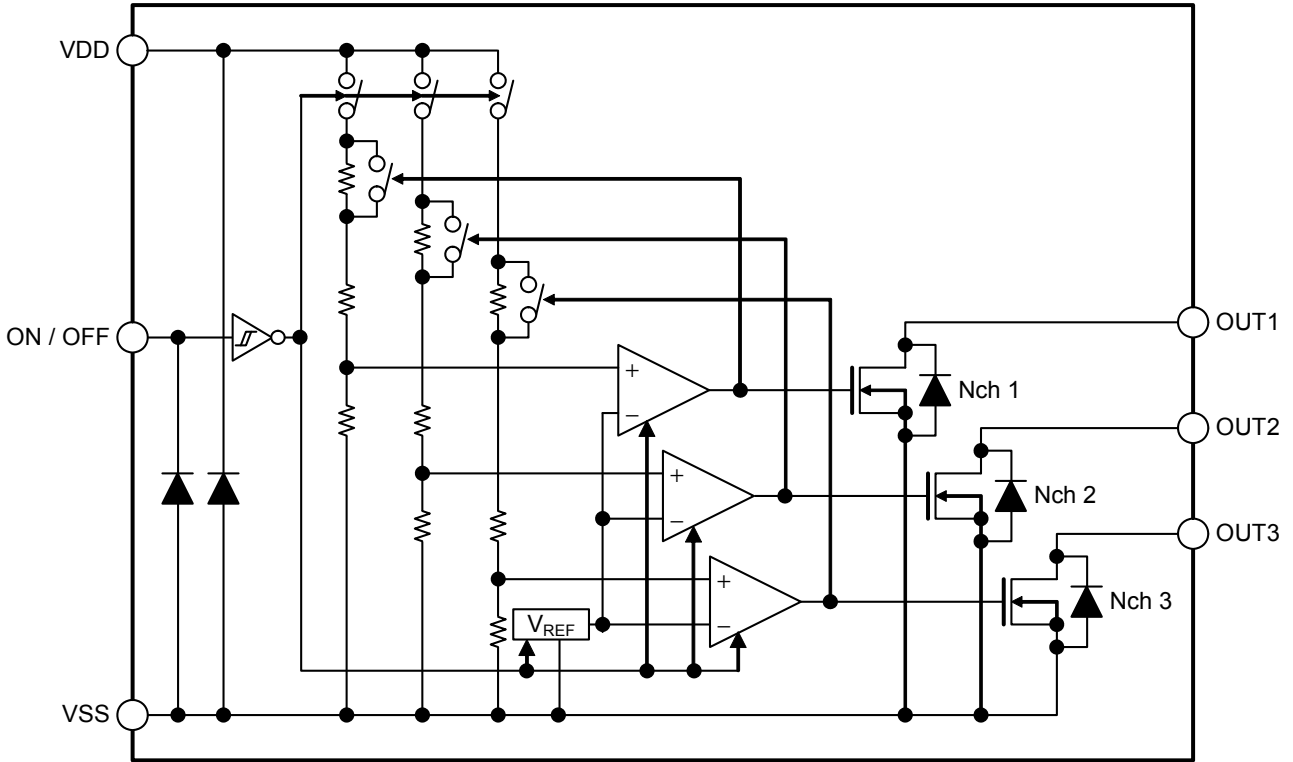 VDD
ON / OFF
+
−
OUT1
Nch 1
OUT2
+
−
Nch 2
OUT3
+
−
Nch 3
VREF
VSS